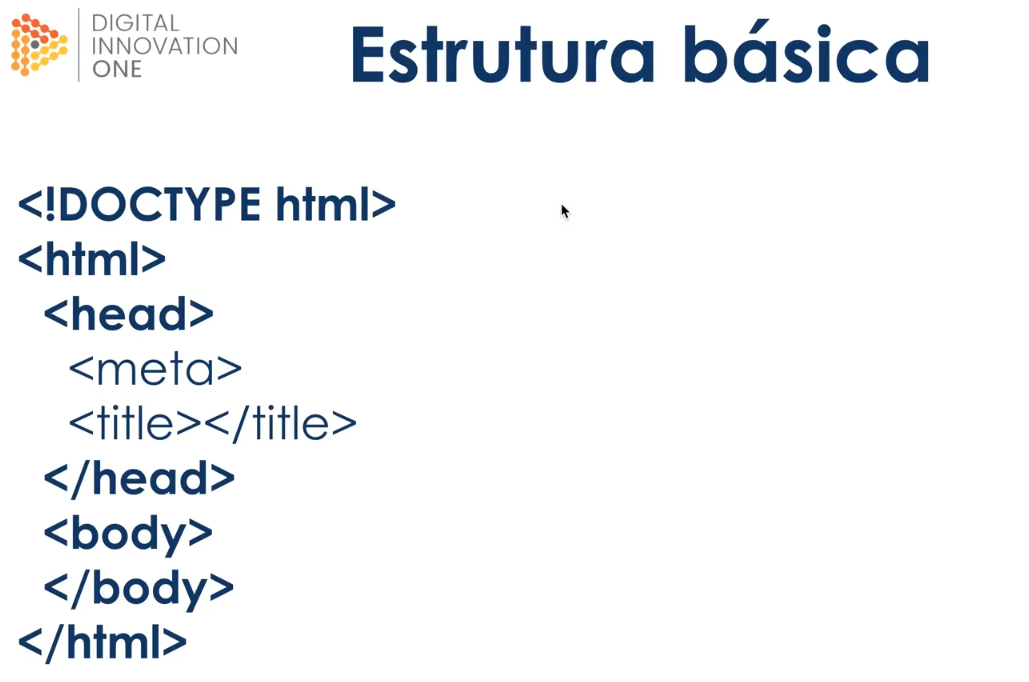 DIGITAL
INNOVATION
ONE
Estrutura básica
<!DOCTYPE html>
<html>
<head>
<meta>
<title></title>
</head>
<body>
</body>
</html>